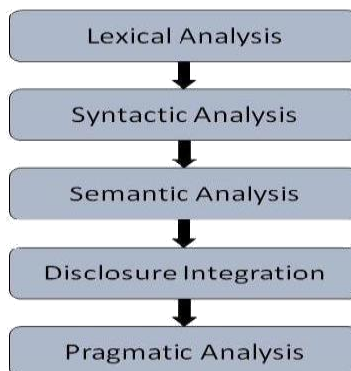 Lexical Analysis
Syntactic Analysis
Semantic Analysis
Disclosure Integration
Pragmatic Analysis